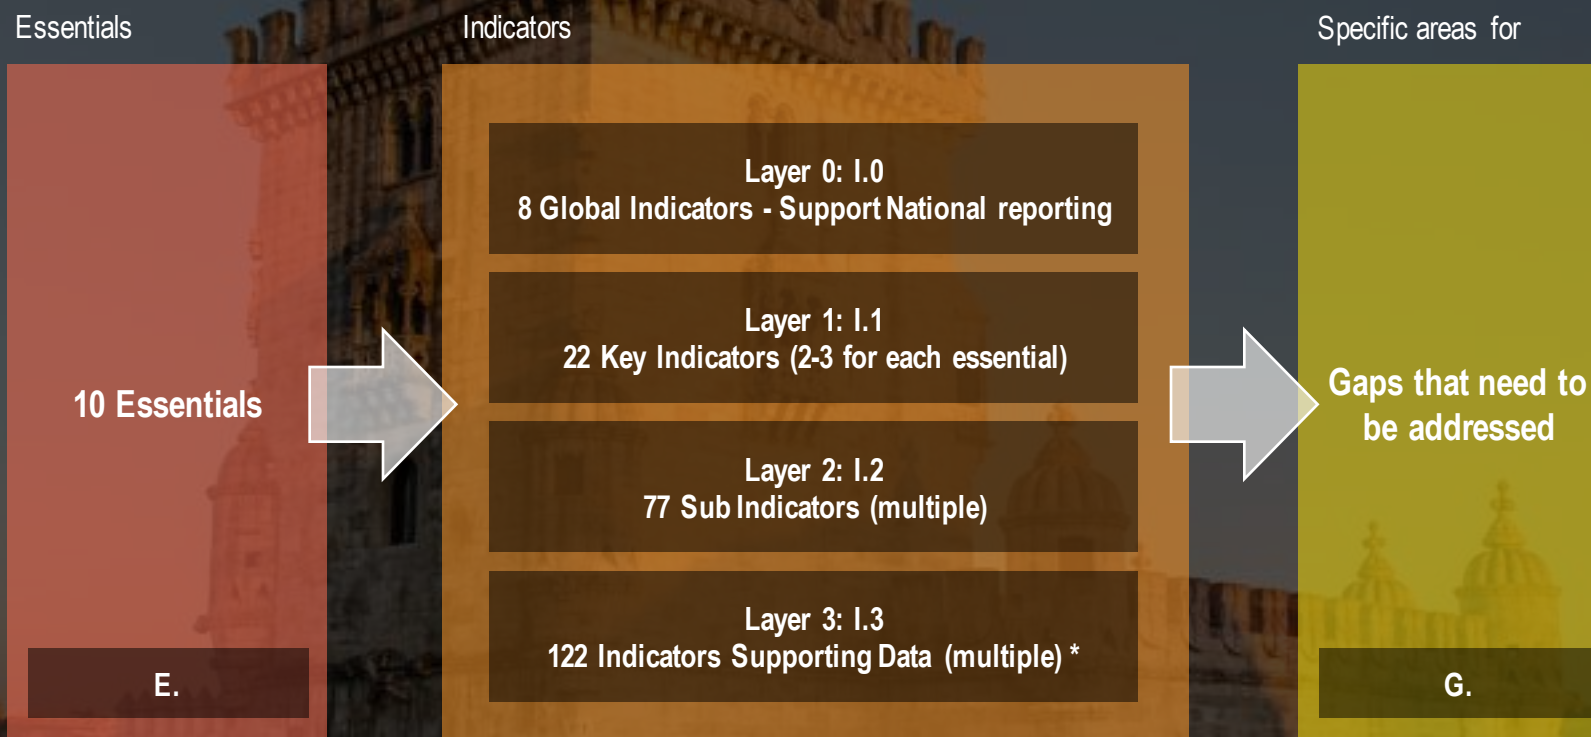 Essentials
Indicators
Specific areas for
10 Essentials
E.
Layer 0: I.0
8 Global Indicators - Support National reporting
Layer 1: I.1
22 Key Indicators (2-3 for each essential)
Layer 2: I.2
77 Sub Indicators (multiple)
Layer 3: I.3
122 Indicators Supporting Data (multiple) *
Gaps that need to
be addressed
G.